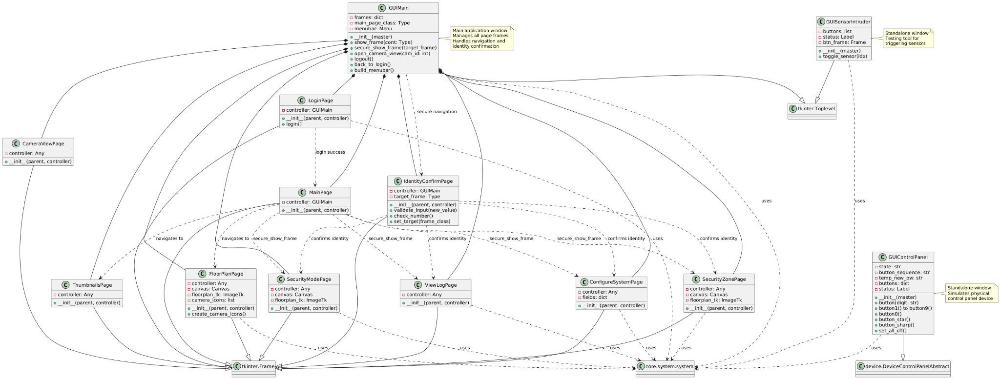 C GUIMain
frames: dict
main_page_class: Type
menubar: Menu
__init__(master)
show_frame(cont: Type)
secure_show_frame(target_frame)
open_camera_view(cam_id: int)
logout()
back_to_login()
build_menubar()
Main application window
Manages all page frames
Handles navigation and
identity confirmation
C GUISensorIntruder
buttons: list
status: Label
btn_frame: Frame
__init__(master)
toggle_sensor(idx)
Standalone window
Testing tool for
triggering sensors
C LoginPage
controller: GUIMain
__init__(parent, controller)
login()
C tkinter.Toplevel
secure navigation
C CameraViewPage
controller: Any
__init__(parent, controller)
login success
C IdentityConfirmPage
controller: GUIMain
target_frame: Type
__init__(parent, controller)
validate_input(new_value)
check_number()
set_target(frame_class)
C MainPage
controller: GUIMain
__init__(parent, controller)
uses
uses
navigates to
navigates to
secure_show_frame
confirms identity
secure_show_frame
confirms identity
secure_show_frame
secure_show_frame
confirms identity
uses
confirms identity
C ThumbnailsPage
controller: Any
__init__(parent, controller)
C FloorPlanPage
controller: Any
canvas: Canvas
floorplan_tk: ImageTk
camera_icons: list
__init__(parent, controller)
create_camera_icons()
C SecurityModePage
controller: Any
canvas: Canvas
floorplan_tk: ImageTk
__init__(parent, controller)
C ViewLogPage
controller: Any
__init__(parent, controller)
C ConfigureSystemPage
controller: Any
fields: dict
__init__(parent, controller)
C SecurityZonePage
controller: Any
canvas: Canvas
floorplan_tk: ImageTk
__init__(parent, controller)
C GUIControlPanel
state: str
button_sequence: str
temp_new_pw: str
buttons: dict
status: Label
__init__(master)
button(digit: str)
button1() to button9()
button0()
button_star()
button_sharp()
set_all_off()
Standalone window
Simulates physical
control panel device
uses
uses
uses
uses
uses
uses
C tkinter.Frame
C core.system.system
C device.DeviceControlPanelAbstract